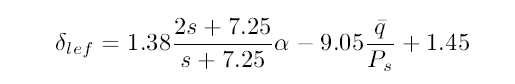 δ_{lef} = 1.38 \frac{2s + 7.25}{s + 7.25} α − 9.05 \frac{\bar{q}}{P_s} + 1.45